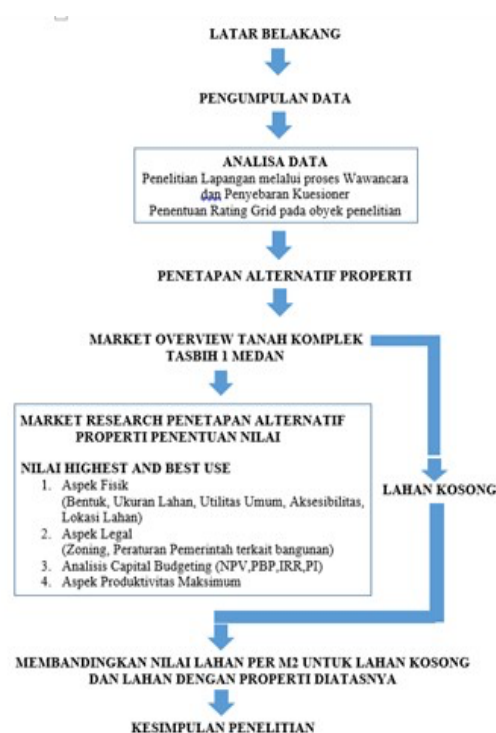 LATAR BELAKANG
PENGUMPULAN DATA
ANALISA DATA
Penelitian Lapangan melalui proses Wawancara
dan Penyebaran Kuesioner
Penentuan Rating Grid pada obyek penelitian
PENETAPAN ALTERNATIF PROPERTI
MARKET OVERVIEW TANAH KOMPLEK
TASBIH 1 MEDAN
MARKET RESEARCH PENETAPAN ALTERNATIF
PROPERTI PENENTUAN NILAI
NILAI HIGHEST AND BEST USE
1. Aspek Fisik
(Bentuk, Ukuran Lahan, Utilitas Umum, Aksesibilitas,
Lokasi Lahan)
2. Aspek Legal
(Zoning, Peraturan Pemerintah terkait bangunan)
3. Analisis Capital Budgeting (NPV,PBP,IRR,PI)
4. Aspek Produktivitas Maksimum
LAHAN KOSONG
MEMBANDINGKAN NILAI LAHAN PER M2 UNTUK LAHAN KOSONG
DAN LAHAN DENGAN PROPERTI DIATASNYA
KESIMPULAN PENELITIAN